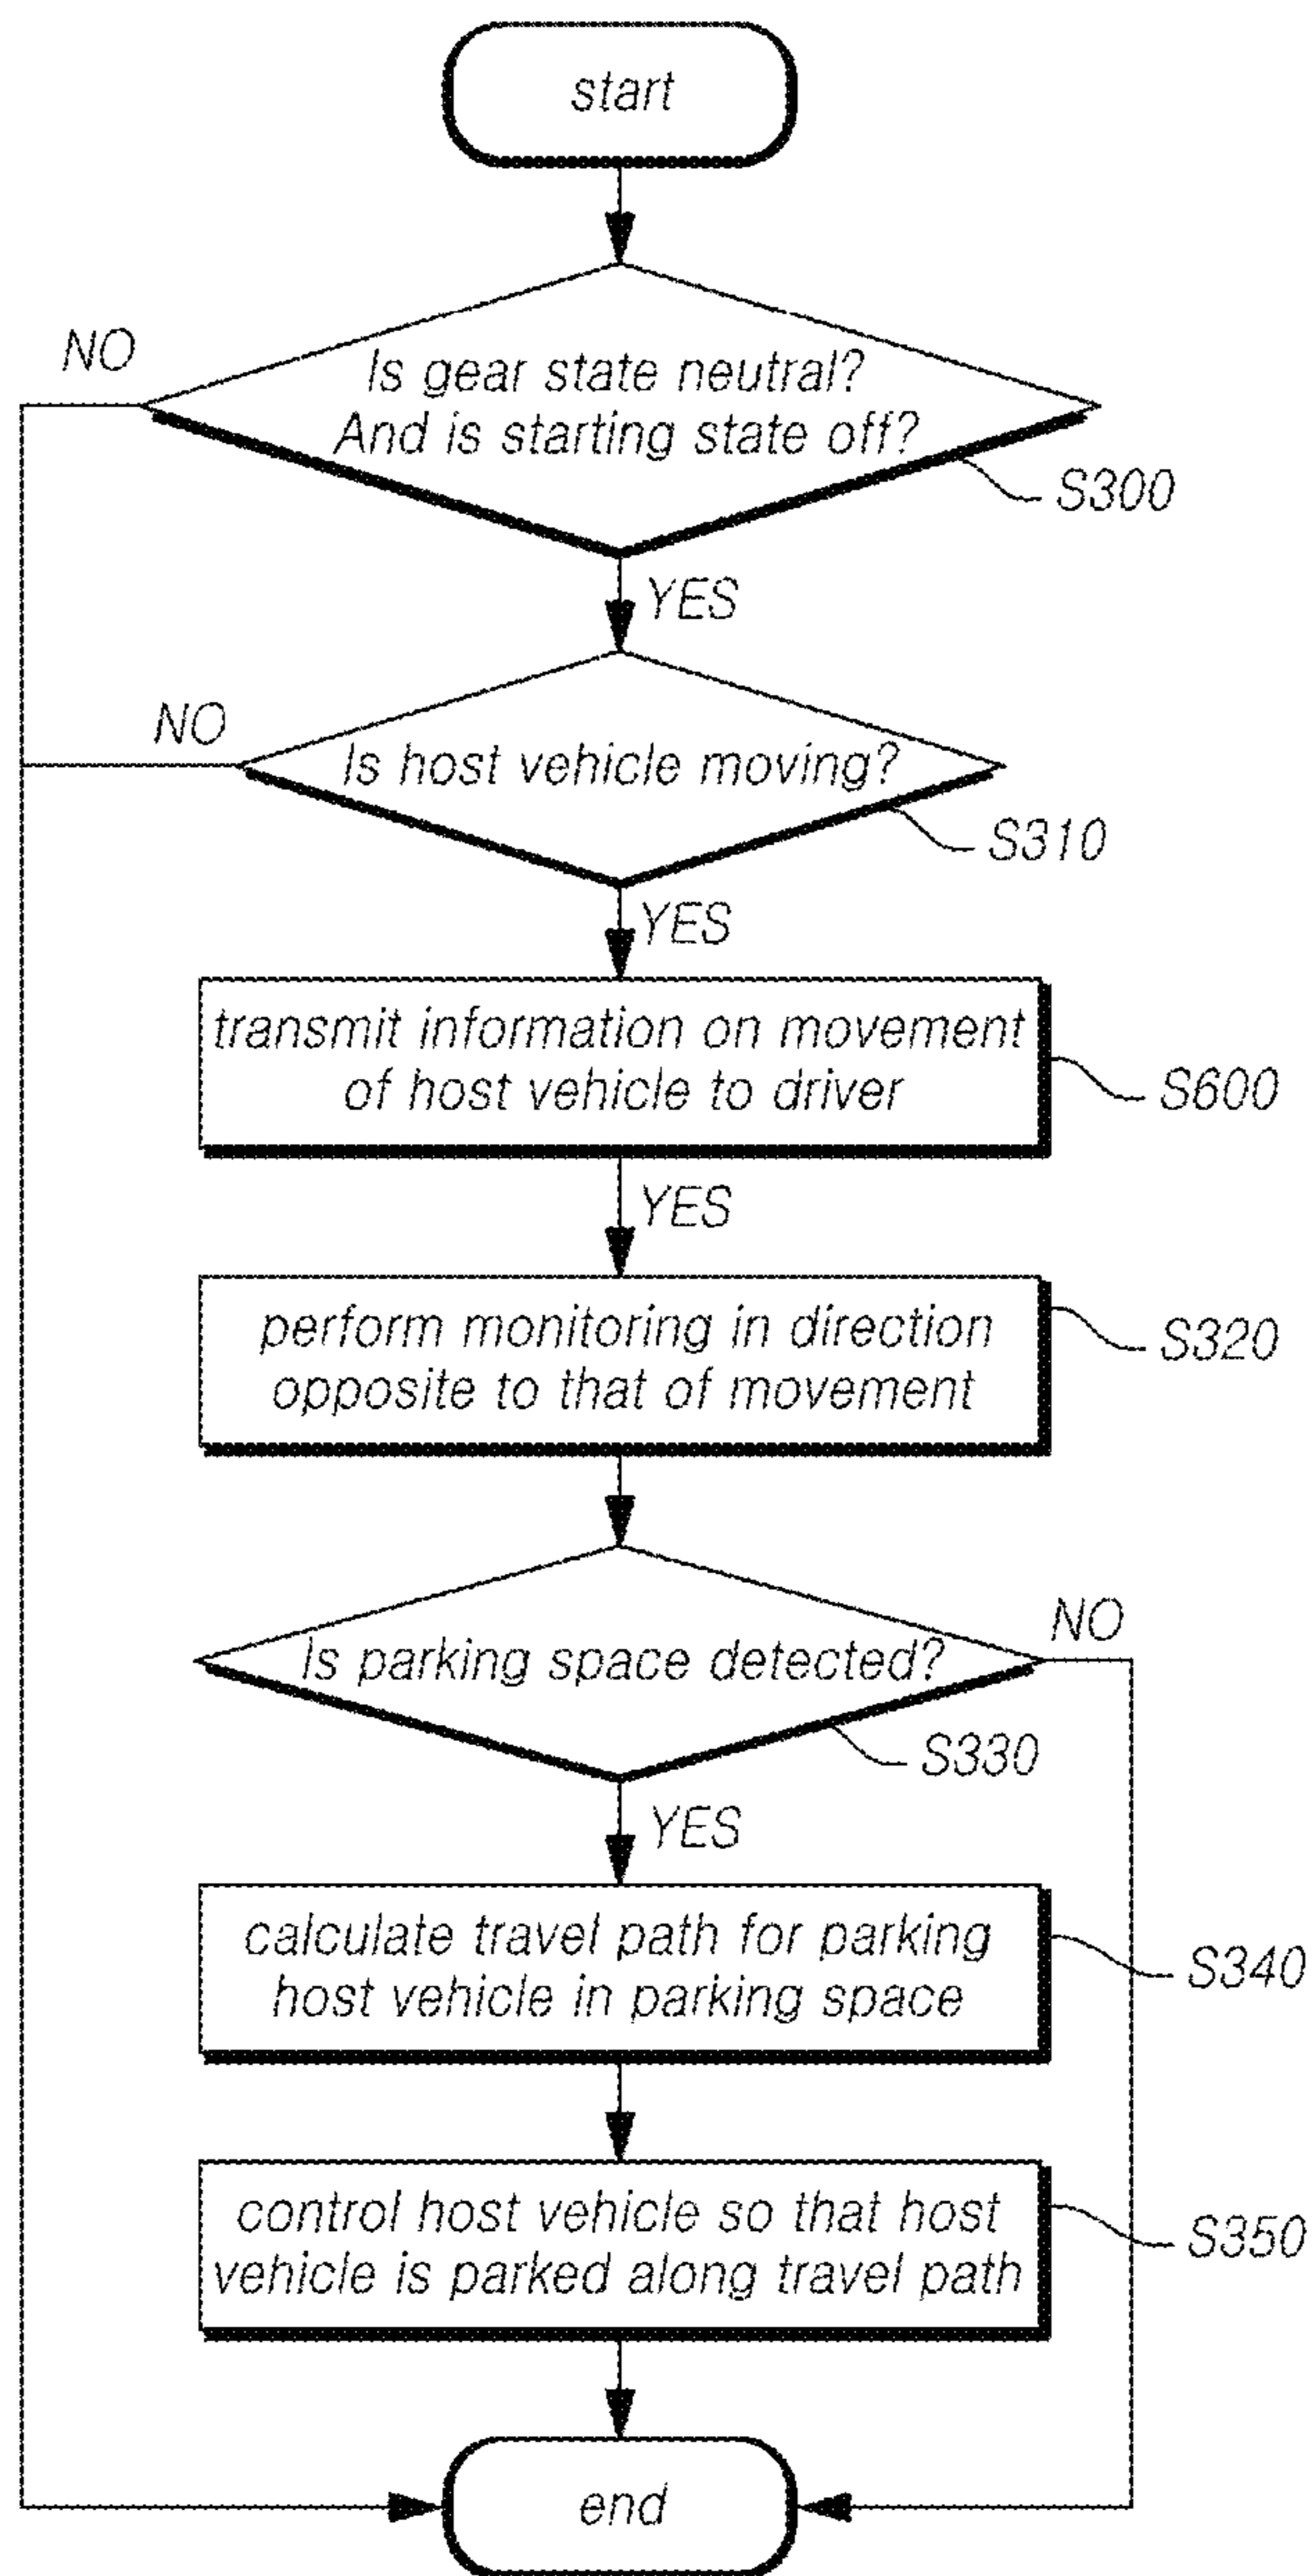 start
NO
Is gear state neutral?
And is starting state off?
S300
YES
NO
Is host vehicle moving?
S310
YES
transmit information on movement
of host vehicle to driver
S600
YES
perform monitoring in direction
opposite to that of movement
S320
NO
Is parking space detected?
S330
YES
calculate travel path for parking
host vehicle in parking space
S340
control host vehicle so that host
vehicle is parked along travel path
S350
end